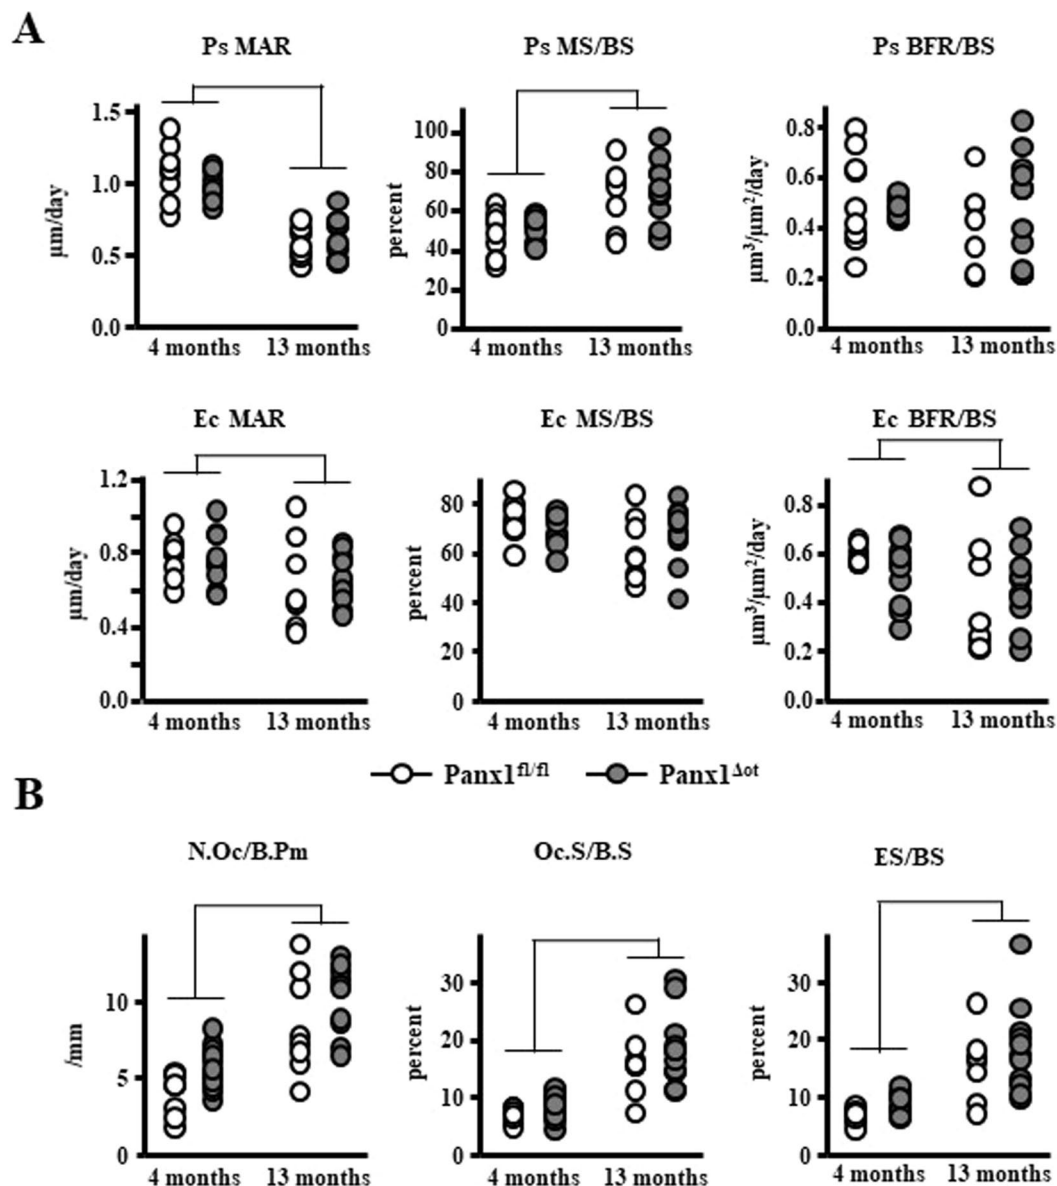 A
Ps MAR
Ps MS/BS
Ps BFR/BS
1.5
1.0
0.5
0.0
μm/day
4 months 13 months
100
80
60
40
20
0
percent
4 months 13 months
0.8
0.6
0.4
0.2
0.0
μm³/μm²/day
4 months 13 months
Ec MAR
Ec MS/BS
Ec BFR/BS
1.2
0.8
0.4
0.0
μm/day
4 months 13 months
80
60
40
20
0
percent
4 months 13 months
0.8
0.6
0.4
0.2
0.0
μm³/μm²/day
4 months 13 months
Panx1fl/fl Panx1Δot
B
N.Oc/B.Pm
Oc.S/B.S
ES/BS
10
5
0
/mm
4 months 13 months
30
20
10
0
percent
4 months 13 months
30
20
10
0
percent
4 months 13 months